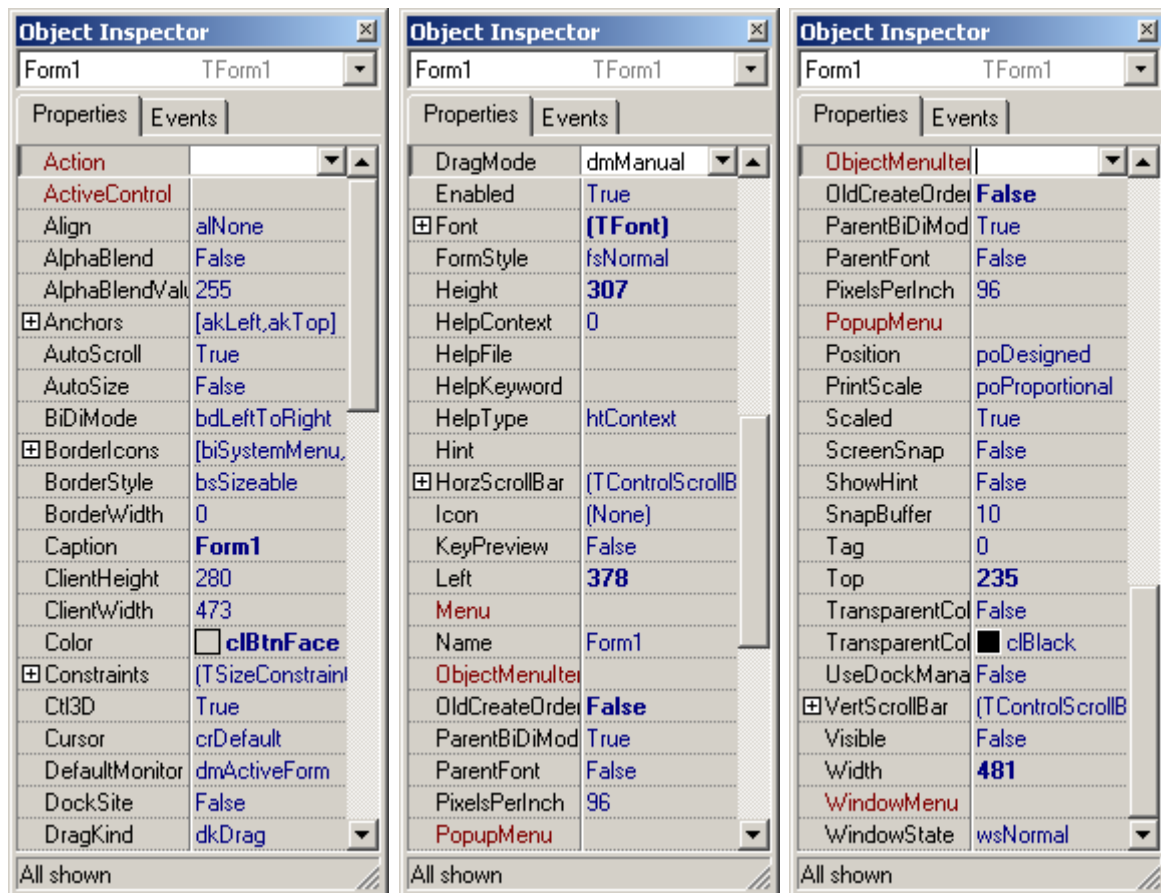 Object Inspector
Form1 TForm1
Properties Events
Action
ActiveControl
Align alNone
AlphaBlend False
AlphaBlendValu 255
Anchors [akLeft,akTop]
AutoScroll True
AutoSize False
BiDiMode bdLeftToRight
BorderIcons [biSystemMenu,
BorderStyle bsSizeable
BorderWidth 0
Caption Form1
ClientHeight 280
ClientWidth 473
Color clBtnFace
Constraints (TSizeConstraint
Ctl3D True
Cursor crDefault
DefaultMonitor dmActiveForm
DockSite False
DragKind dkDrag
All shown
Object Inspector
Form1 TForm1
Properties Events
DragMode dmManual
Enabled True
Font (TFont)
FormStyle fsNormal
Height 307
HelpContext 0
HelpFile
HelpKeyword
HelpType htContext
Hint
HorzScrollBar (TControlScrollB
Icon (None)
KeyPreview False
Left 378
Menu
Name Form1
ObjectMenuIter
OldCreateOrder False
ParentBiDiMod True
ParentFont False
PixelsPerInch 96
PopupMenu
All shown
Object Inspector
Form1 TForm1
Properties Events
ObjectMenuIter
OldCreateOrder False
ParentBiDiMod True
ParentFont False
PixelsPerInch 96
PopupMenu
Position poDesigned
PrintScale poProportional
Scaled True
ScreenSnap False
ShowHint False
SnapBuffer 10
Tag 0
Top 235
TransparentCol False
TransparentCol clBlack
UseDockMana False
VertScrollBar (TControlScrollB
Visible False
Width 481
WindowMenu
WindowState wsNormal
All shown